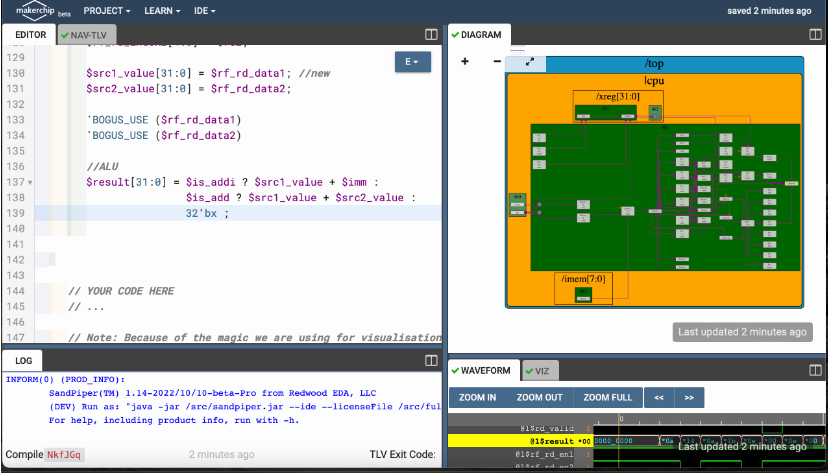 makerchip beta PROJECT LEARN IDE saved 2 minutes ago
EDITOR NAV-TLV
129
130 $src1_value[31:0] = $rf_rd_data1; //new
131 $src2_value[31:0] = $rf_rd_data2;
132
133 `BOGUS_USE ($rf_rd_data1)
134 `BOGUS_USE ($rf_rd_data2)
135
136 //ALU
137 $result[31:0] = $is_addi ? $src1_value + $imm :
138 $is_add ? $src1_value + $src2_value :
139 32'bx ;
140
141
142
143
144 // YOUR CODE HERE
145 // ...
146
147 // Note: Because of the magic we are using for visualisation
E
LOG
INFORM(0) (PROD_INFO):
SandPiper(TM) 1.14-2022/10/10-beta-Pro from Redwood EDA, LLC
(DEV) Run as: "java -jar /src/sandpiper.jar --ide --licenseFile /src/ful
For help, including product info, run with -h.
Compile NkfJGq 2 minutes ago TLV Exit Code:
DIAGRAM
+ −
/top
|cpu
/xreg[31:0]
/imem[7:0]
Last updated 2 minutes ago
WAVEFORM VIZ
ZOOM IN ZOOM OUT ZOOM FULL << >>
0
@1$rd_valid 1
@1$result *00 0000_0000
@1$rf_rd_en1
Last updated 2 minutes ago